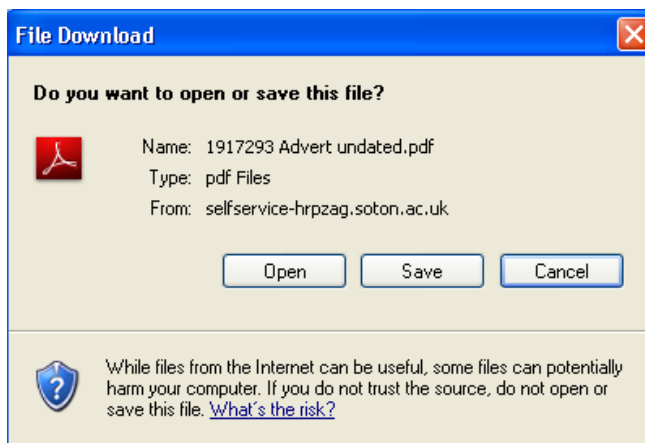 File Download
Do you want to open or save this file?
Name: 1917293 Advert undated.pdf
Type: pdf Files
From: selfservice-hrpzag.soton.ac.uk
Open Save Cancel
While files from the Internet can be useful, some files can potentially
harm your computer. If you do not trust the source, do not open or
save this file. What's the risk?